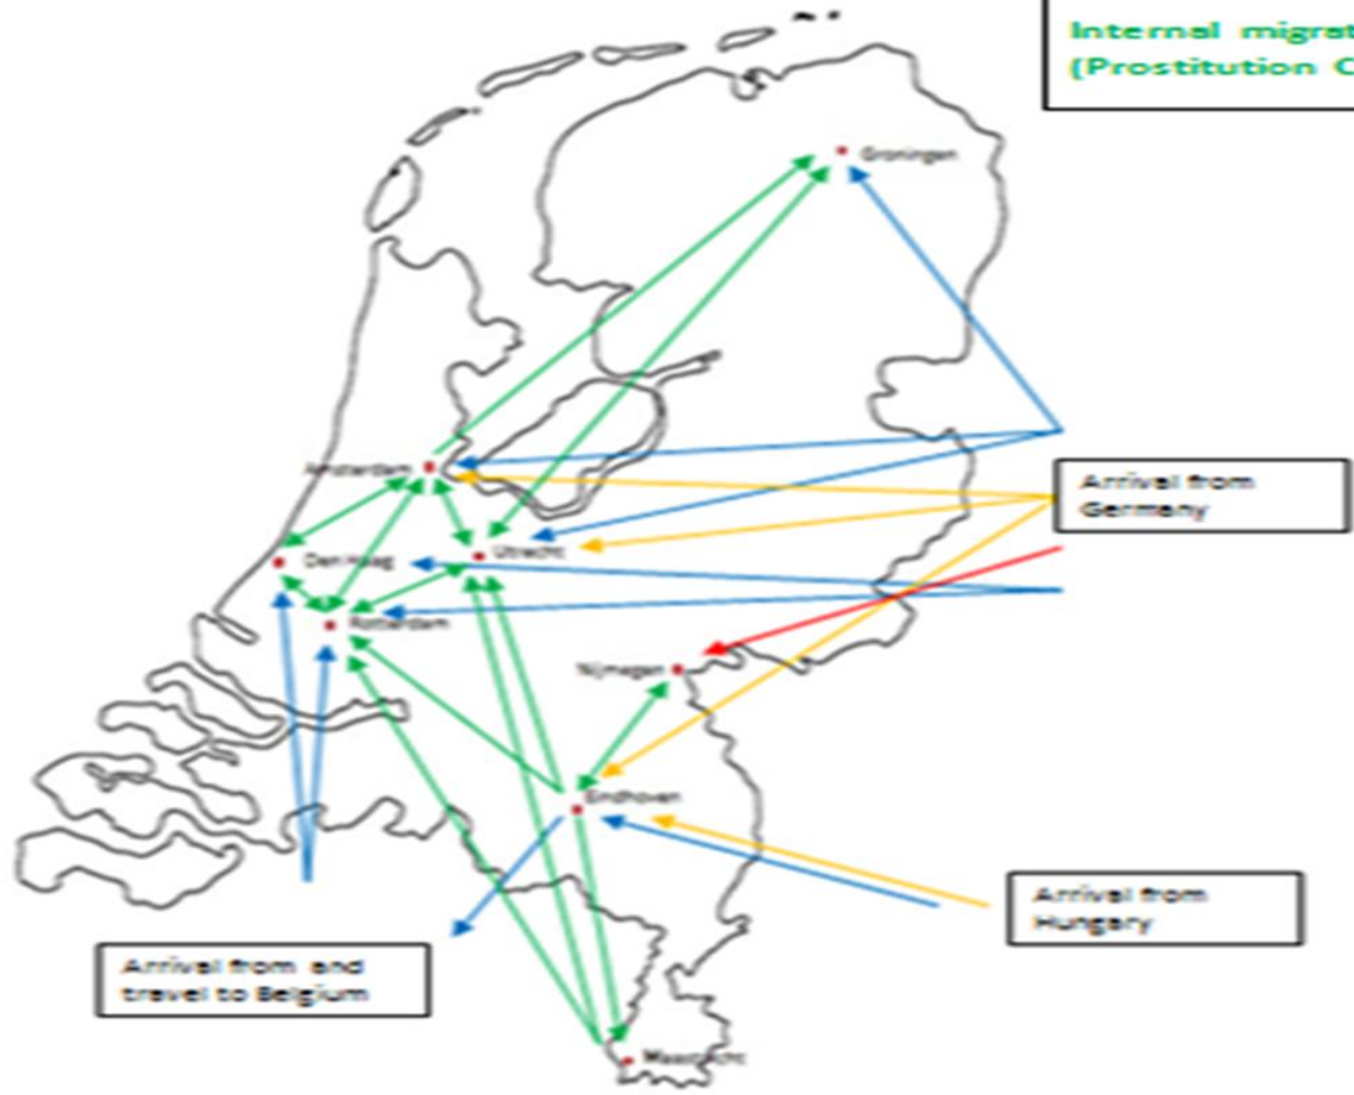 Internal migrat
(Prostitution C
Groningen
Amsterdam
Arrival from
Germany
Den Haag
Utrecht
Rotterdam
Nijmegen
Eindhoven
Arrival from
Hungary
Arrival from and
travel to Belgium
Maastricht